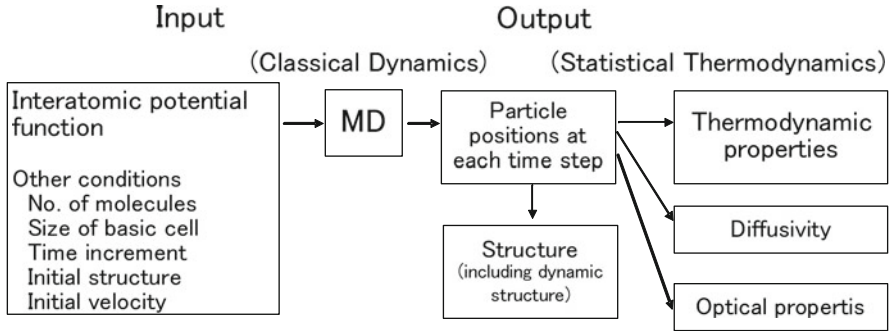 Input
Output
(Classical Dynamics)
(Statistical Thermodynamics)
Interatomic potential
function
Other conditions
No. of molecules
Size of basic cell
Time increment
Initial structure
Initial velocity
MD
Particle
positions at
each time step
Structure
(including dynamic
structure)
Thermodynamic
properties
Diffusivity
Optical propertis